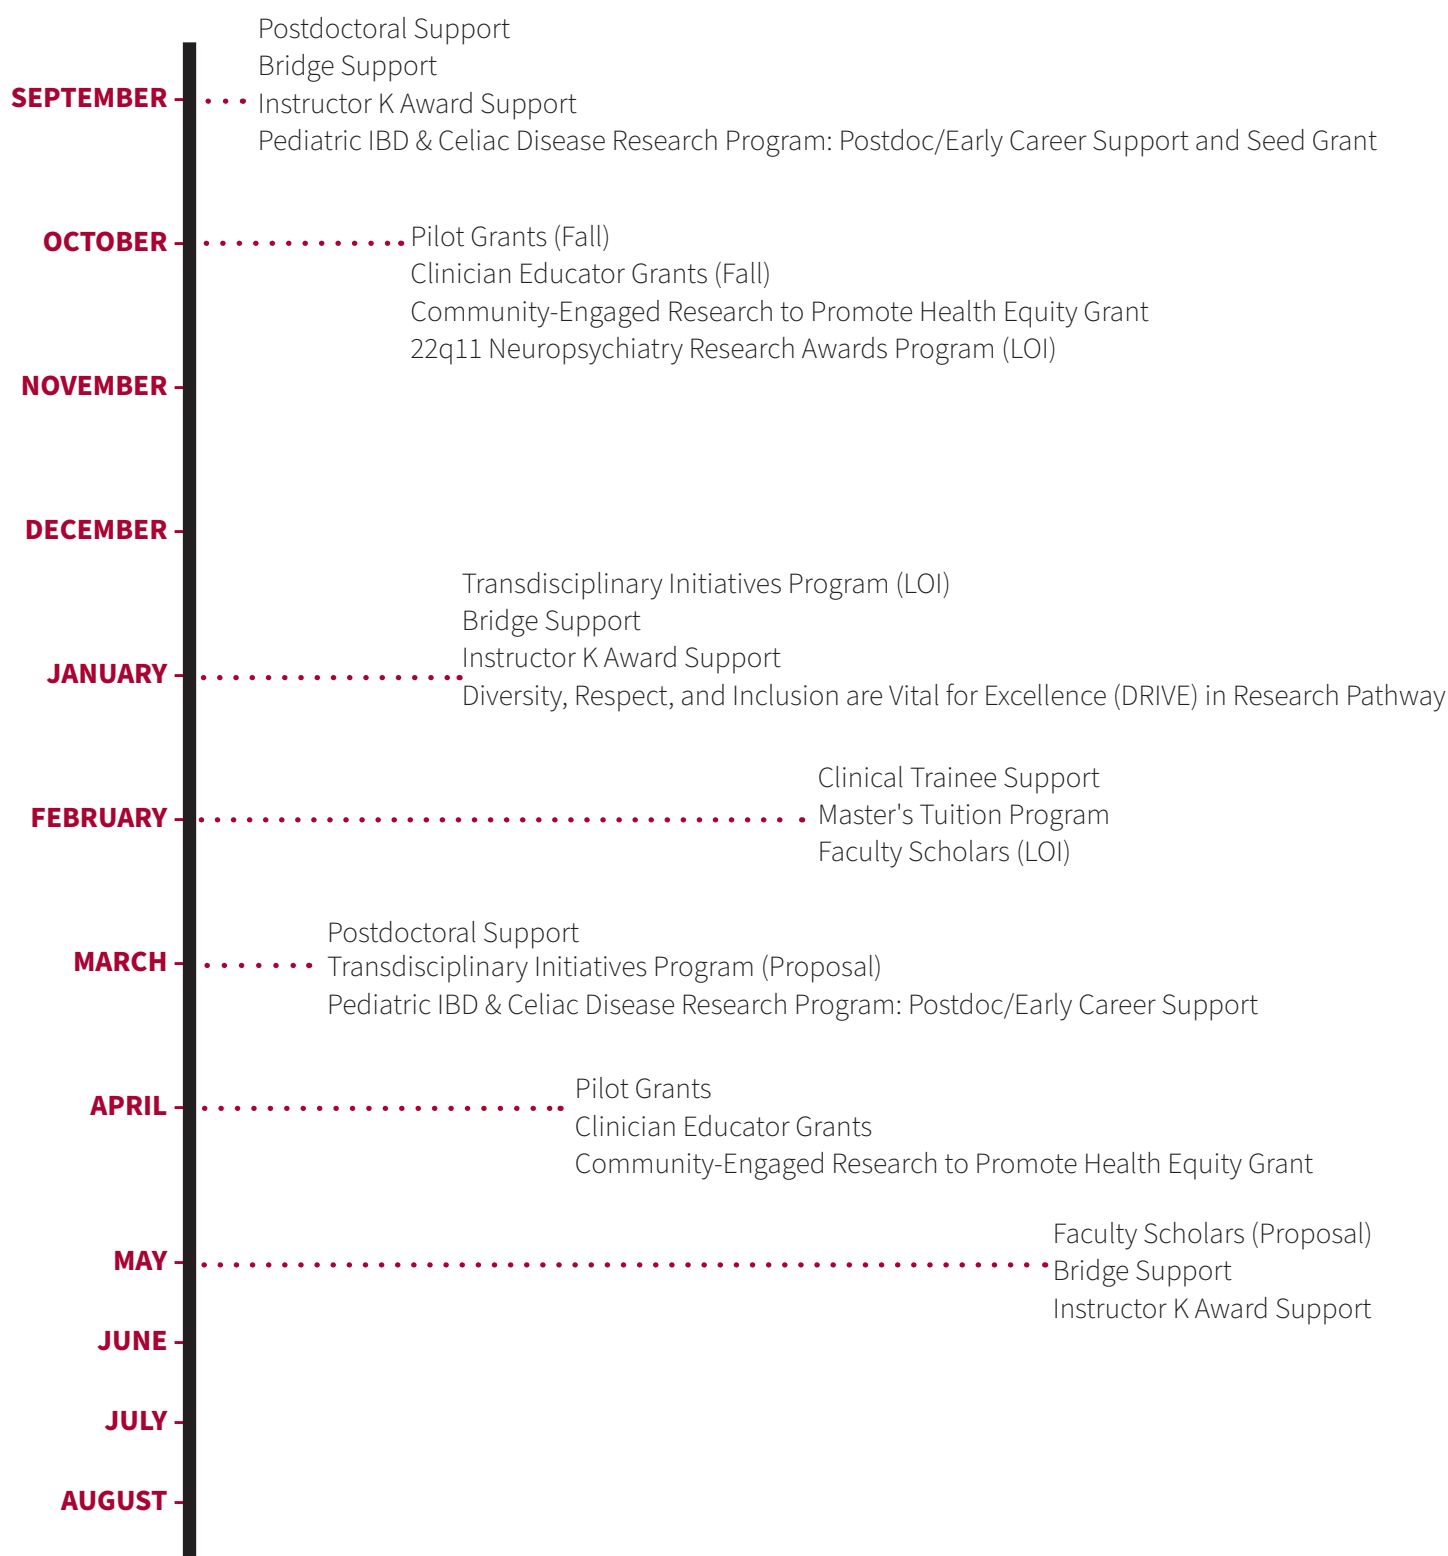 Postdoctoral Support
Bridge Support
SEPTEMBER
Instructor K Award Support
Pediatric IBD & Celiac Disease Research Program: Postdoc/Early Career Support and Seed Grant
OCTOBER
Pilot Grants (Fall)
Clinician Educator Grants (Fall)
Community-Engaged Research to Promote Health Equity Grant
22q11 Neuropsychiatry Research Awards Program (LOI)
NOVEMBER
DECEMBER
Transdisciplinary Initiatives Program (LOI)
Bridge Support
Instructor K Award Support
JANUARY
Diversity, Respect, and Inclusion are Vital for Excellence (DRIVE) in Research Pathway
Clinical Trainee Support
FEBRUARY
Master's Tuition Program
Faculty Scholars (LOI)
Postdoctoral Support
MARCH
Transdisciplinary Initiatives Program (Proposal)
Pediatric IBD & Celiac Disease Research Program: Postdoc/Early Career Support
Pilot Grants
APRIL
Clinician Educator Grants
Community-Engaged Research to Promote Health Equity Grant
Faculty Scholars (Proposal)
MAY
Bridge Support
Instructor K Award Support
JUNE
JULY
AUGUST